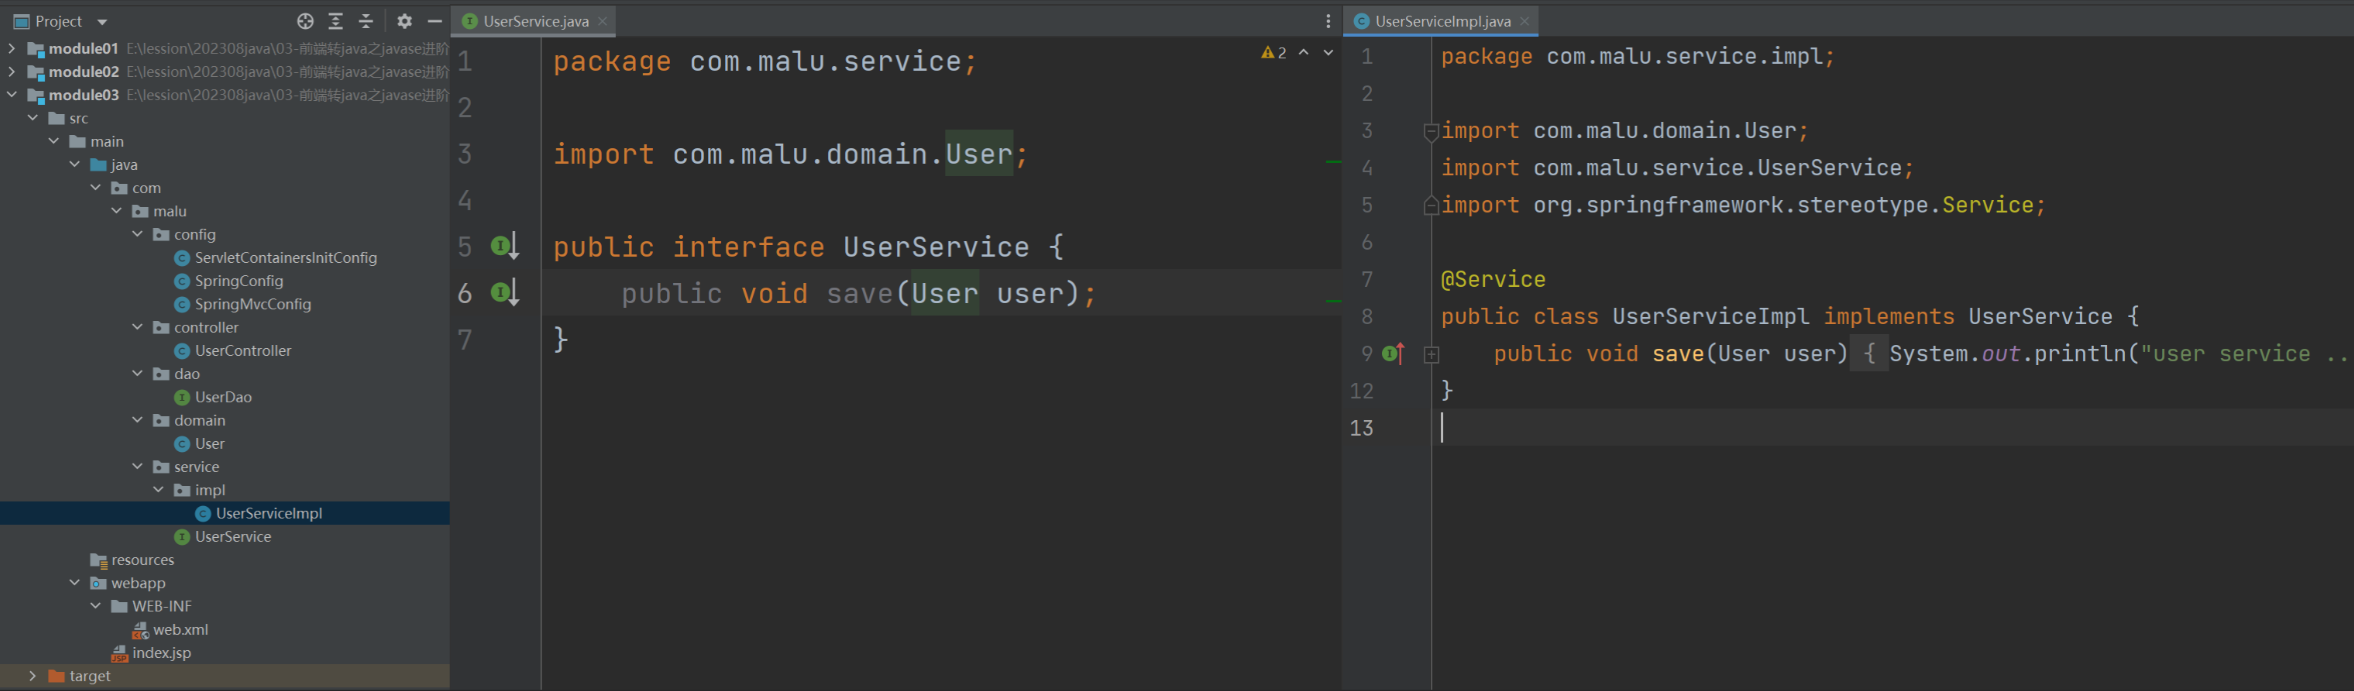 Project
module01 E:\lession\202308java\03-前端转java之javase进阶
module02 E:\lession\202308java\03-前端转java之javase进阶
module03 E:\lession\202308java\03-前端转java之javase进阶
src
main
java
com
malu
config
ServletContainersInitConfig
SpringConfig
SpringMvcConfig
controller
UserController
dao
UserDao
domain
User
service
impl
UserServiceImpl
UserService
resources
webapp
WEB-INF
web.xml
index.jsp
target
UserService.java
2
1 package com.malu.service;
2
3 import com.malu.domain.User;
4
5 public interface UserService {
6 public void save(User user);
7 }
UserServiceImpl.java
1 package com.malu.service.impl;
2
3 import com.malu.domain.User;
4 import com.malu.service.UserService;
5 import org.springframework.stereotype.Service;
6
7 @Service
8 public class UserServiceImpl implements UserService {
9 public void save(User user) { System.out.println("user service ..
12 }
13